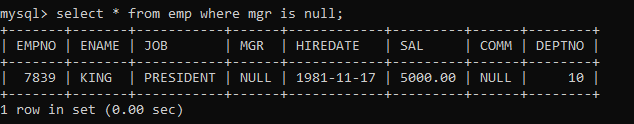 mysql> select * from emp where mgr is null;
+-------+-------+-----------+------+------------+---------+------+--------+
| EMPNO | ENAME | JOB       | MGR  | HIREDATE   | SAL     | COMM | DEPTNO |
+-------+-------+-----------+------+------------+---------+------+--------+
|  7839 | KING  | PRESIDENT | NULL | 1981-11-17 | 5000.00 | NULL |     10 |
+-------+-------+-----------+------+------------+---------+------+--------+
1 row in set (0.00 sec)